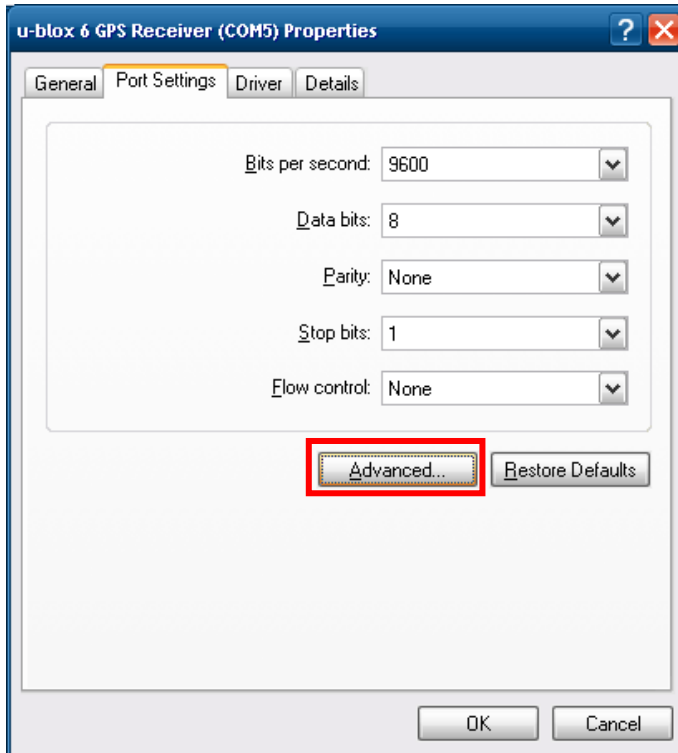 u-blox 6 GPS Receiver (COM5) Properties
General Port Settings Driver Details
Bits per second: 9600
Data bits: 8
Parity: None
Stop bits: 1
Flow control: None
Advanced... Restore Defaults
OK Cancel